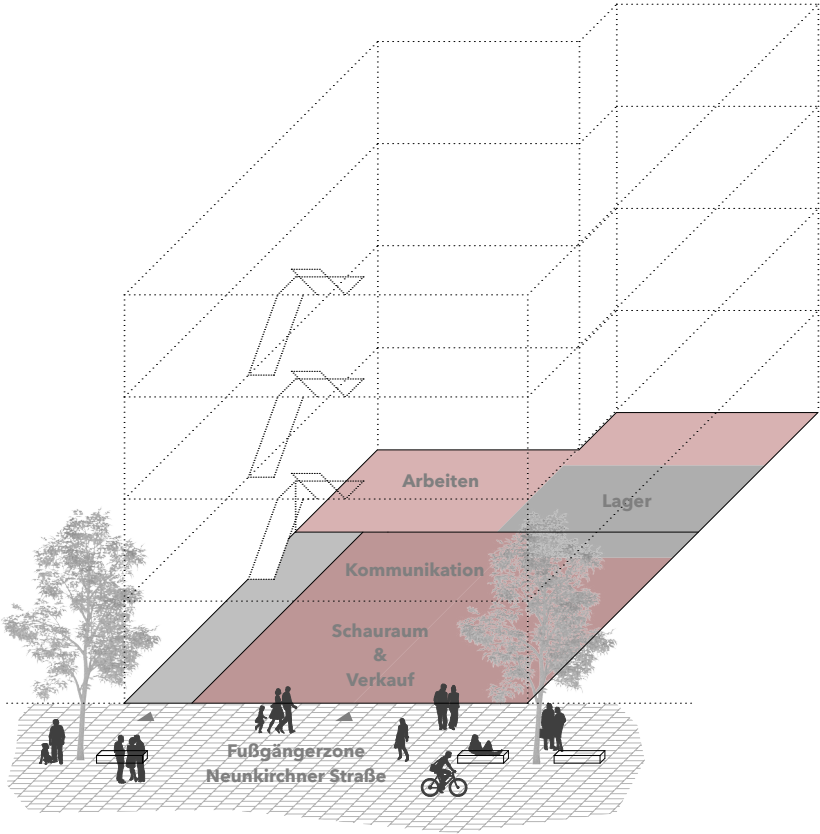 Arbeiten
Lager
Kommunikation
Schauraum
&
Verkauf
Fußgängerzone
Neunkirchner Straße